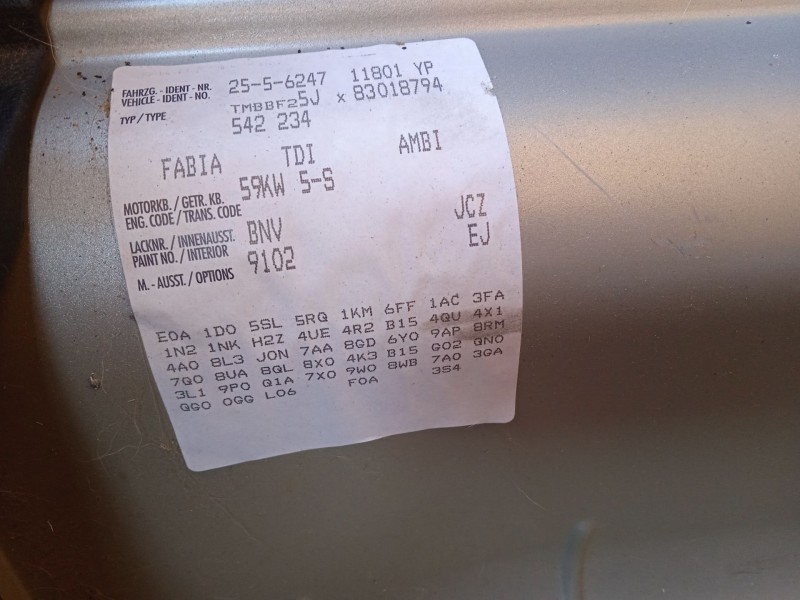 FAHRZG. - IDENT - NR. 25-5-6247 11801 YP
VEHICLE - IDENT - NO. TMBBF25J X 83018794
TYP / TYPE 542 234
FABIA TDI AMBI
59KW 5-S
MOTORKB. / GETR. KB.
ENG. CODE / TRANS. CODE BNV JCZ
LACKNR. / INNENAUSST.
PAINT NO. / INTERIOR 9102 EJ
M. - AUSST. / OPTIONS
E0A 1D0 5SL 5RQ 1KM 6FF 1AC 3FA
1N2 1NK H2Z 4UE 4R2 B15 4QU 4X1
4A0 8L3 J0N 7AA 8GD 6Y0 9AP 8RM
7Q0 8UA 8QL 8X0 4K3 B15 G02 QN0
3L1 9P0 Q1A 7X0 9W0 8WB 7A0 3GA
QG0 0GG L06 F0A 3S4